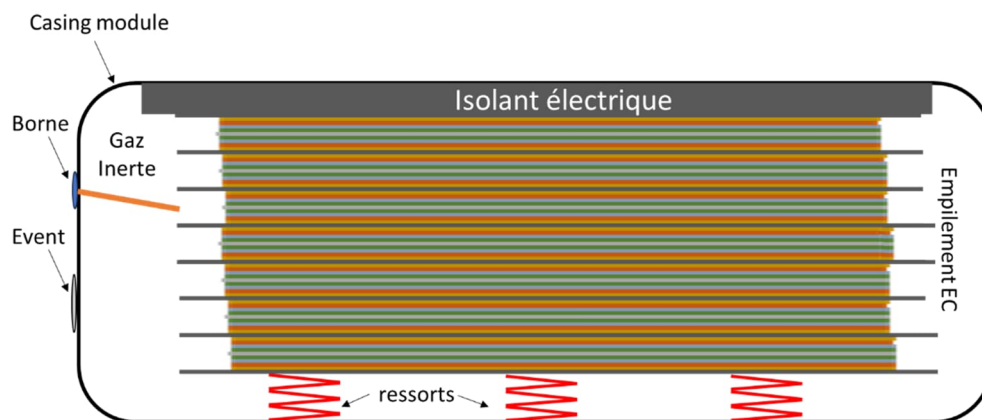 Casing module
Isolant électrique
Borne
Gaz
Inerte
Event
Empilement EC
ressorts